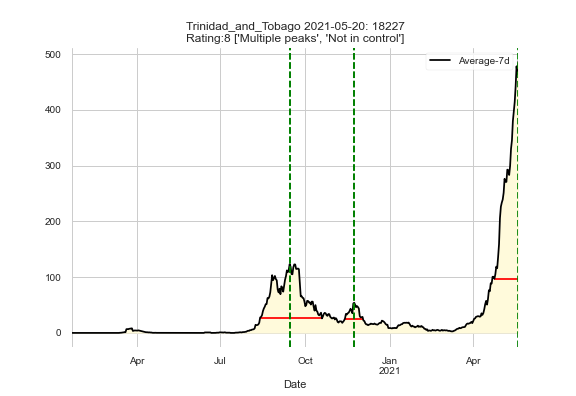 Trinidad_and_Tobago 2021-05-20: 18227
Rating:8 ['Multiple peaks', 'Not in control']
Average-7d
500
400
300
200
100
0
Apr Jul Oct Jan Apr
2021
Date